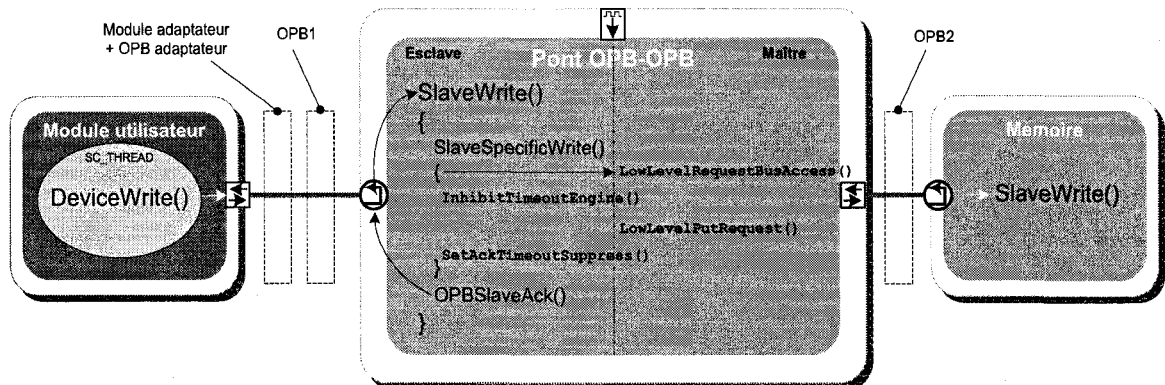 Module adaptateur
+ OPB adaptateur
OPB1
OPB2
Esclave
Pont OPB-OPB
Maître
SlaveWrite()
{
SlaveSpecificWrite()
{
LowLevelRequestBusAccess()
InhibitTimeoutEngine()
LowLevelPutRequest()
} SetAckTimeoutSuppress()
OPBSlaveAck()
}
Module utilisateur
SC_THREAD
DeviceWrite()
Mémoire
SlaveWrite()